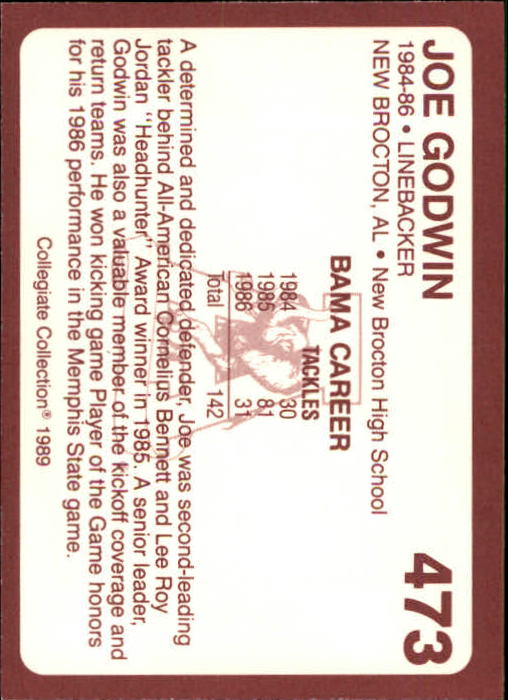 JOE GODWIN 473
1984-86 • LINEBACKER
NEW BROCTON, AL • New Brocton High School
BAMA CAREER
TACKLES
1984 30
1985 81
1986 31
Total 142
A determined and dedicated defender, Joe was second-leading
tackler behind All-American Cornelius Bennett and Lee Roy
Jordan "Headhunter" Award winner in 1985. A senior leader,
Godwin was also a valuable member of the kickoff coverage and
return teams. He won kicking game Player of the Game honors
for his 1986 performance in the Memphis State game.
Collegiate Collection® 1989